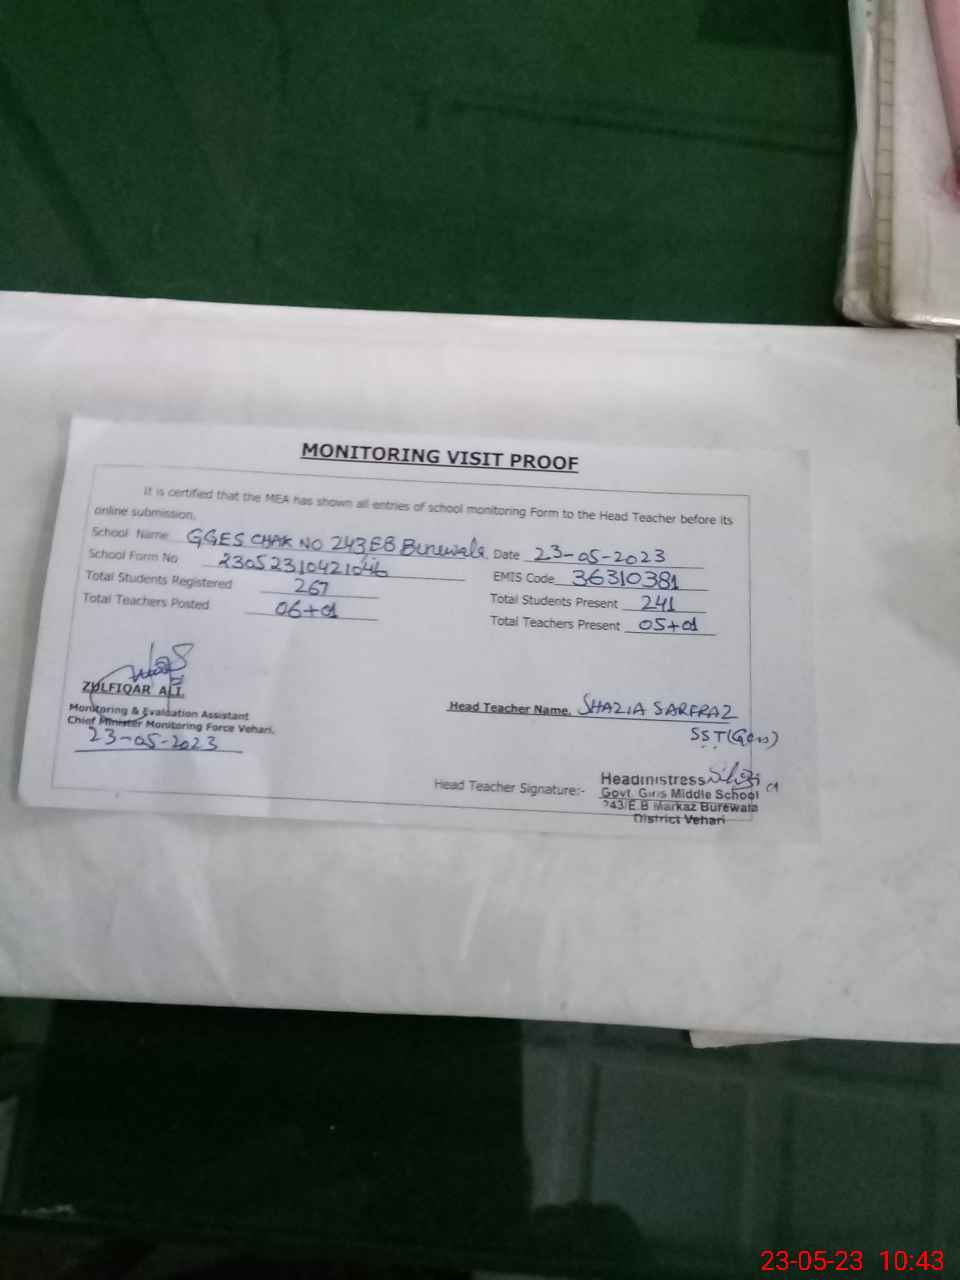 MONITORING VISIT PROOF
It is certified that the MEA has shown all entries of school monitoring Form to the Head Teacher before its
online submission.
School Name GGES CHAK NO 243EB Burewala Date 23-05-2023
School Form No 23052310421046 EMIS Code 36310381
Total Students Registered 267 Total Students Present 241
Total Teachers Posted 06+01 Total Teachers Present 05+01
ZULFIQAR ALI.
Monitoring & Evaluation Assistant
Chief Minister Monitoring Force Vehari.
23-05-2023
Head Teacher Name. SHAZIA SARFRAZ
SST(Gen)
Head Teacher Signature:- Headmistress
Govt. Girls Middle School
243/E.B Markaz Burewala
District Vehari
23-05-23 10:43